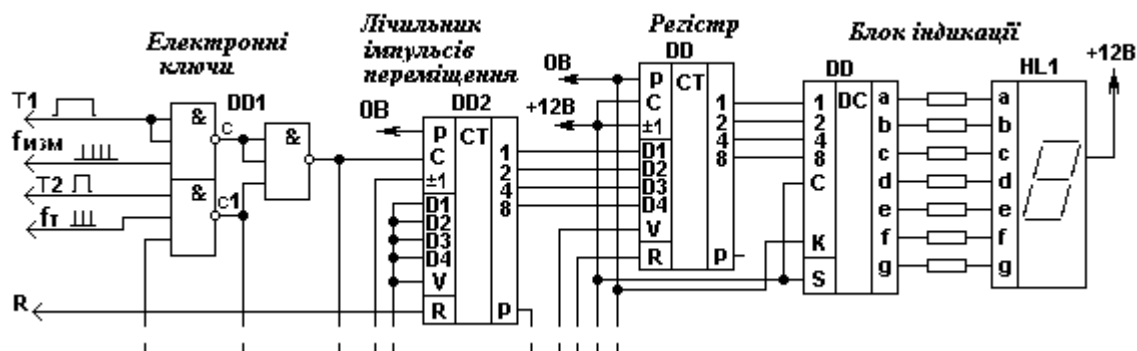 Електронні
ключи
Лічильник
імпульсів
переміщення
Регістр
Блок індикації
T1
fизм
T2
fт
R
DD1
&
&
&
c
c1
0В
DD2
P
C
±1
D1
D2
D3
D4
V
R
CT
1
2
4
8
P
0В
+12В
DD
P
C
±1
D1
D2
D3
D4
V
R
CT
1
2
4
8
P
DD
1
2
4
8
C
K
S
DC
a
b
c
d
e
f
g
HL1
a
b
c
d
e
f
g
+12В